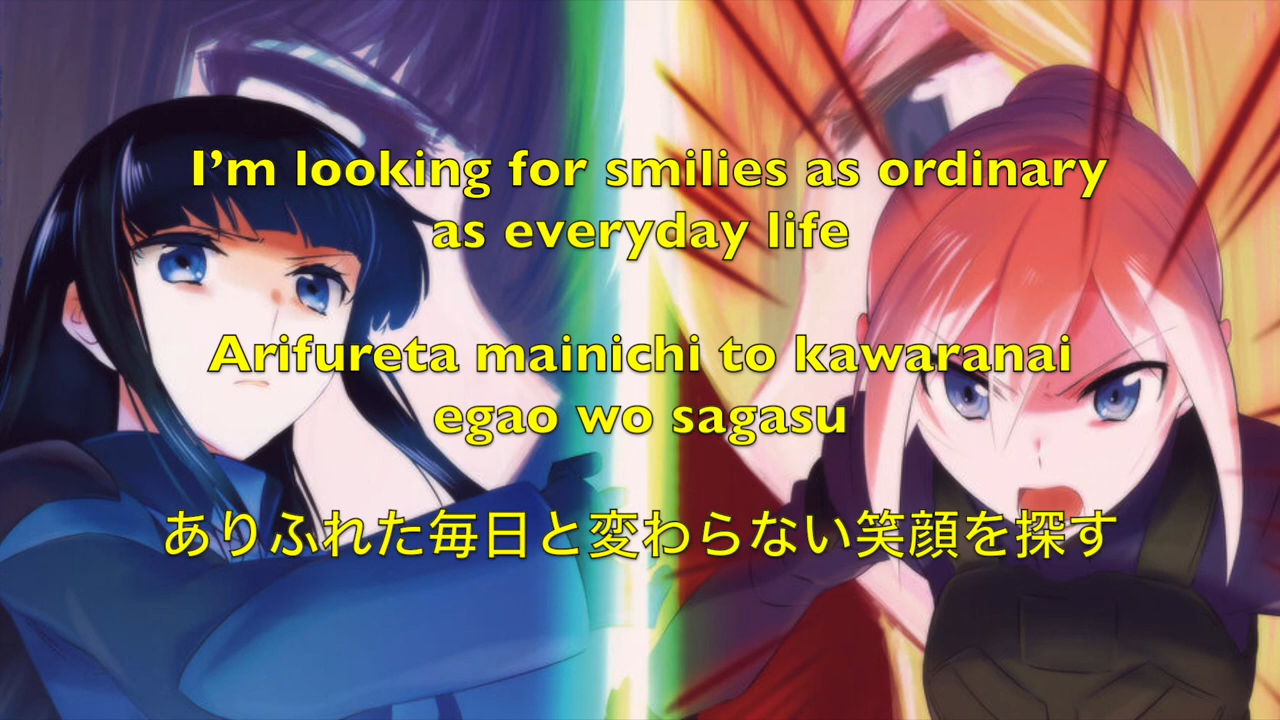 I’m looking for smilies as ordinary
as everyday life
Arifureta mainichi to kawaranai
egao wo sagasu
ありふれた毎日と変わらない笑顔を探す